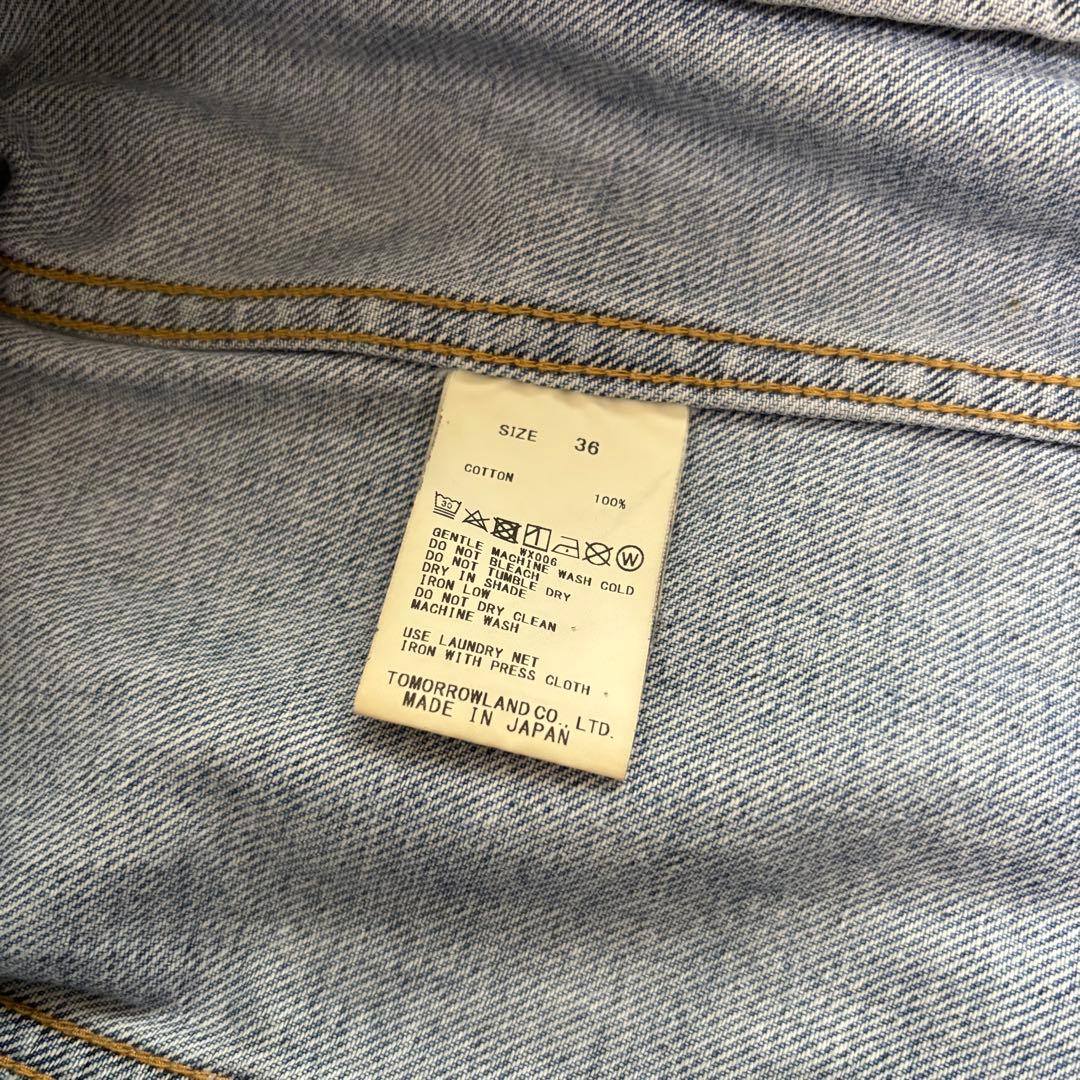 SIZE 36
COTTON
100%
30
W
WX006
GENTLE MACHINE WASH COLD
DO NOT BLEACH
DO NOT TUMBLE DRY
DRY IN SHADE
IRON LOW
DO NOT DRY CLEAN
MACHINE WASH
USE LAUNDRY NET
IRON WITH PRESS CLOTH
TOMORROWLAND CO., LTD.
MADE IN JAPAN